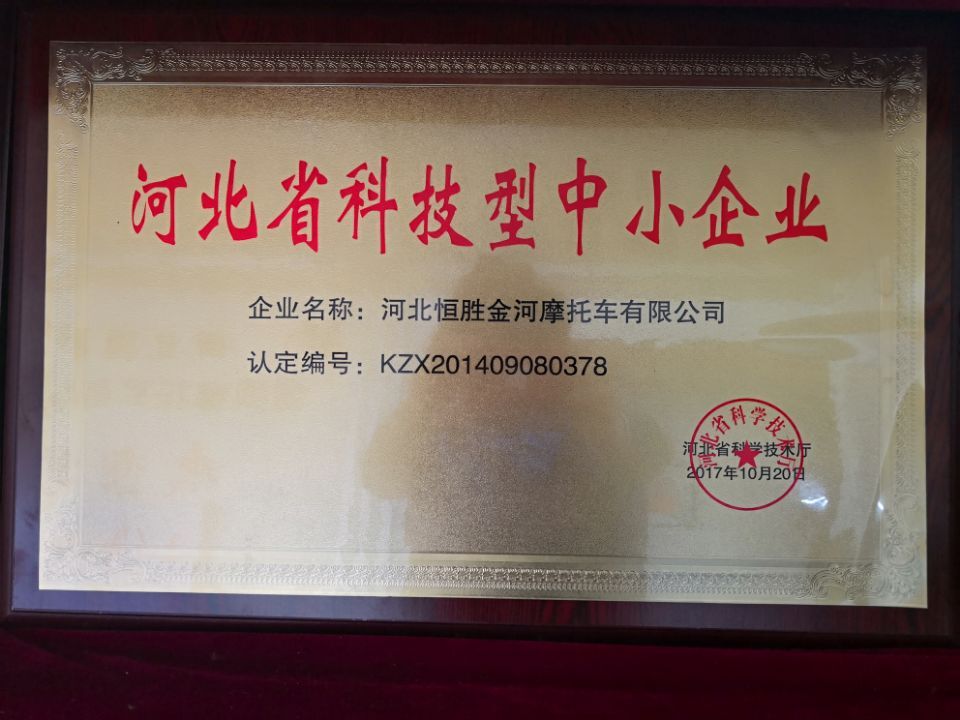 河北省科技型中小企业
企业名称：河北恒胜金河摩托车有限公司
认定编号：KZX201409080378
河北省科学技术厅
河北省科学技术厅
2017年10月20日